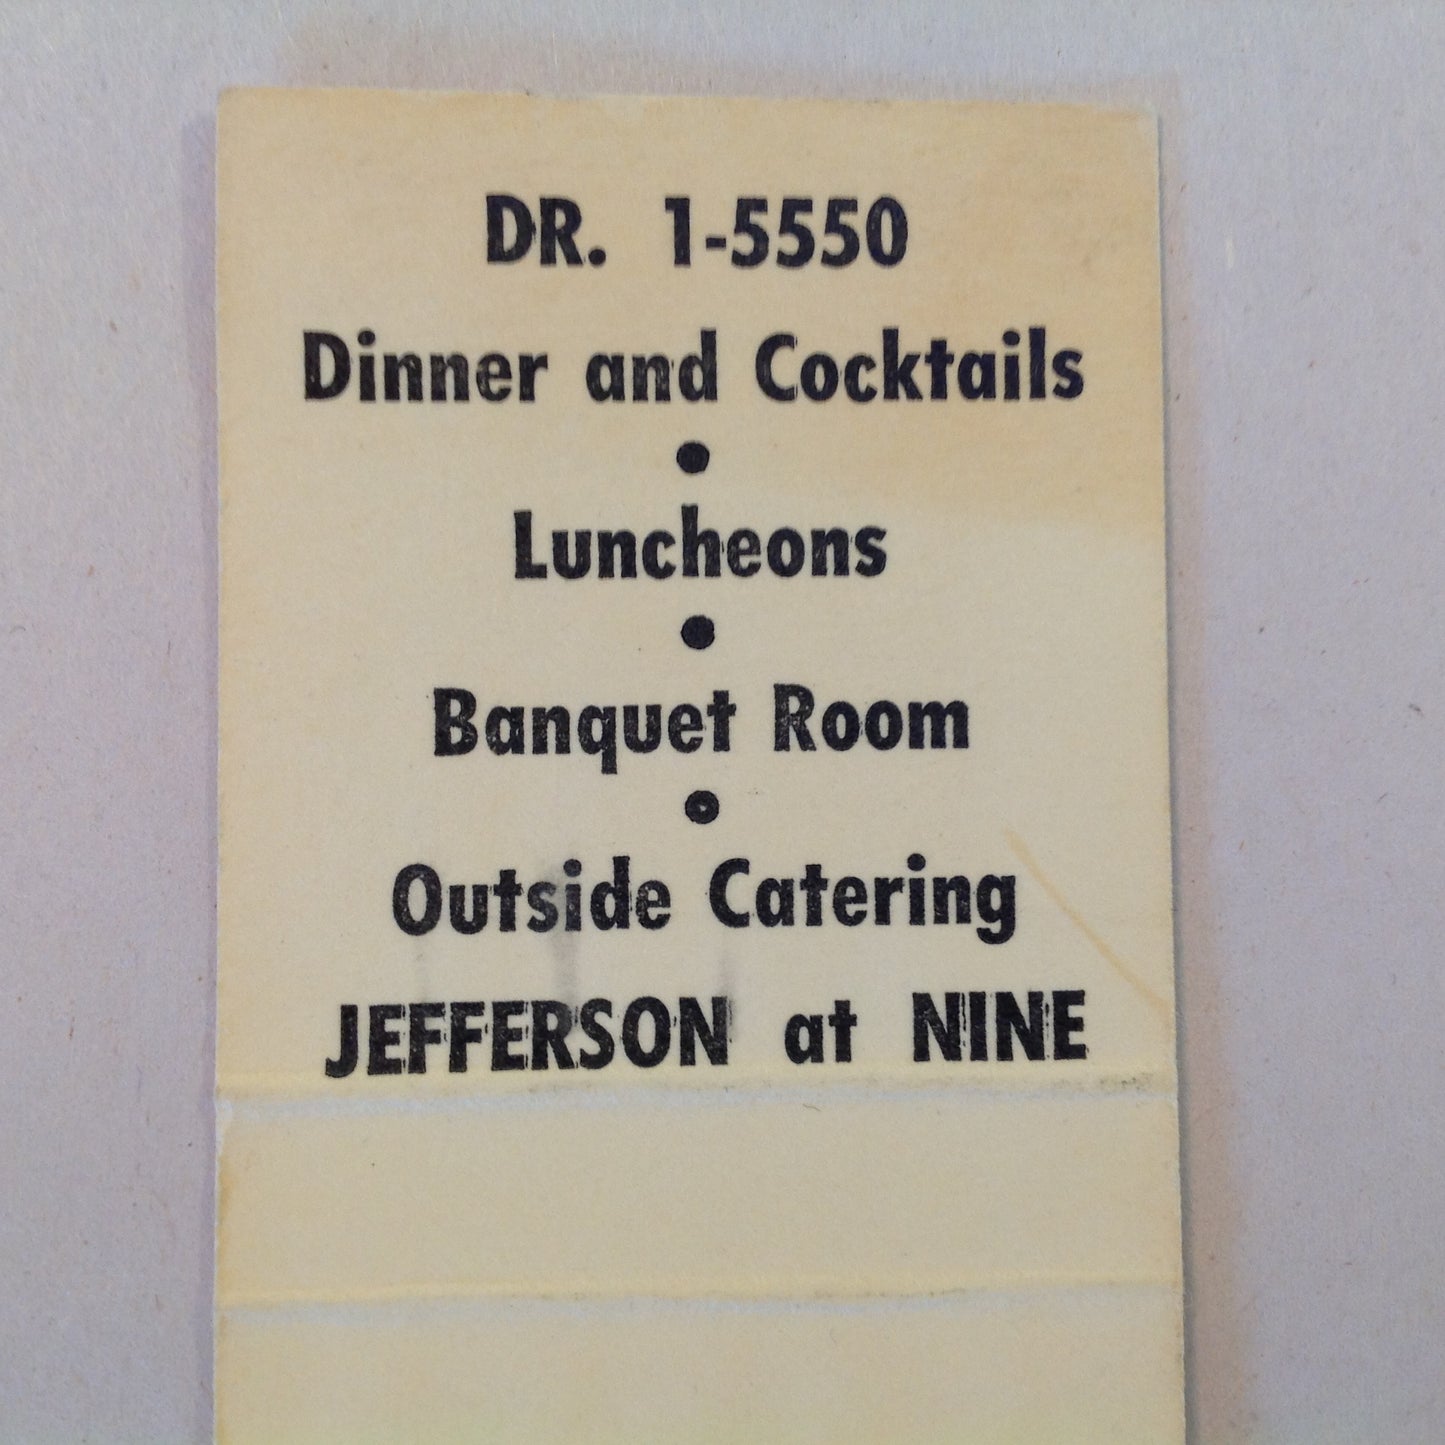 DR. 1-5550
Dinner and Cocktails
•
Luncheons
•
Banquet Room
•
Outside Catering
JEFFERSON at NINE